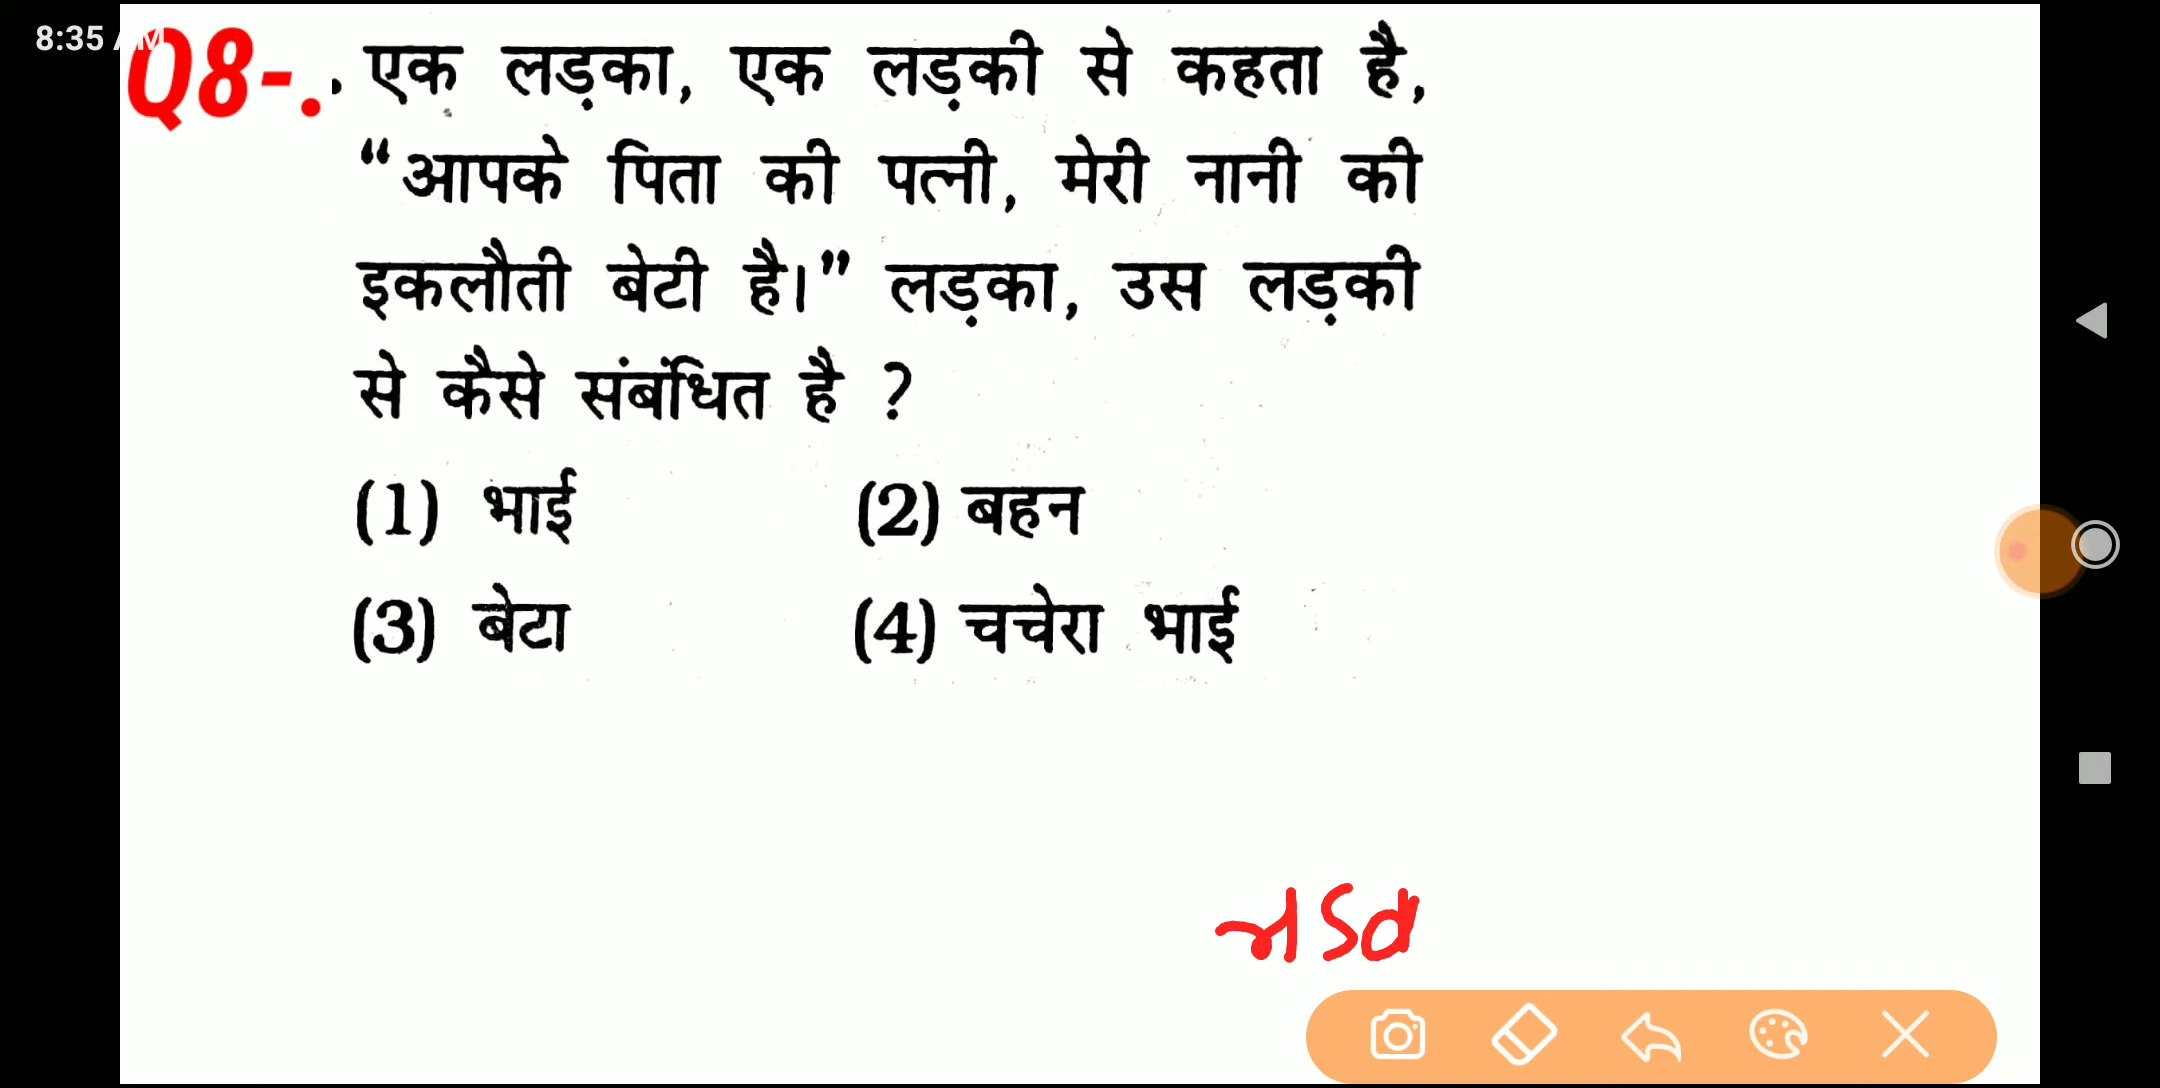 8:35 AM
Q8-. एक लड़का, एक लड़की से कहता है,
“आपके पिता की पत्नी, मेरी नानी की
इकलौती बेटी है।” लड़का, उस लड़की
से कैसे संबंधित है ?
(1) भाई (2) बहन
(3) बेटा (4) चचेरा भाई